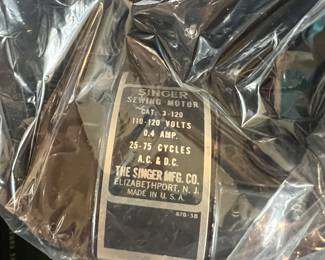 SINGER
SEWING MOTOR
CAT. 3-120
110-120 VOLTS
0.4 AMP.
25-75 CYCLES
A.C. & D.C.
THE SINGER MFG. CO.
ELIZABETHPORT, N. J.
MADE IN U. S. A.